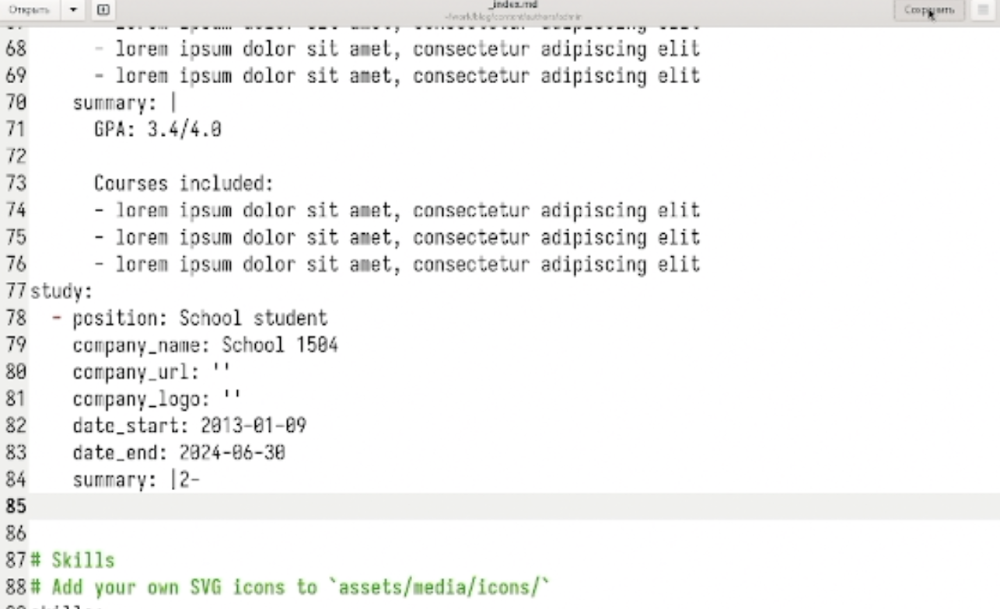 Открыть
_index.md
~/work/blog/content/authors/admin
Сохранить
68 - lorem ipsum dolor sit amet, consectetur adipiscing elit
69 - lorem ipsum dolor sit amet, consectetur adipiscing elit
70 summary: |
71 GPA: 3.4/4.0
72
73 Courses included:
74 - lorem ipsum dolor sit amet, consectetur adipiscing elit
75 - lorem ipsum dolor sit amet, consectetur adipiscing elit
76 - lorem ipsum dolor sit amet, consectetur adipiscing elit
77 study:
78 - position: School student
79 company_name: School 1504
80 company_url: ''
81 company_logo: ''
82 date_start: 2013-01-09
83 date_end: 2024-06-30
84 summary: |2-
85
86
87 # Skills
88 # Add your own SVG icons to `assets/media/icons/`